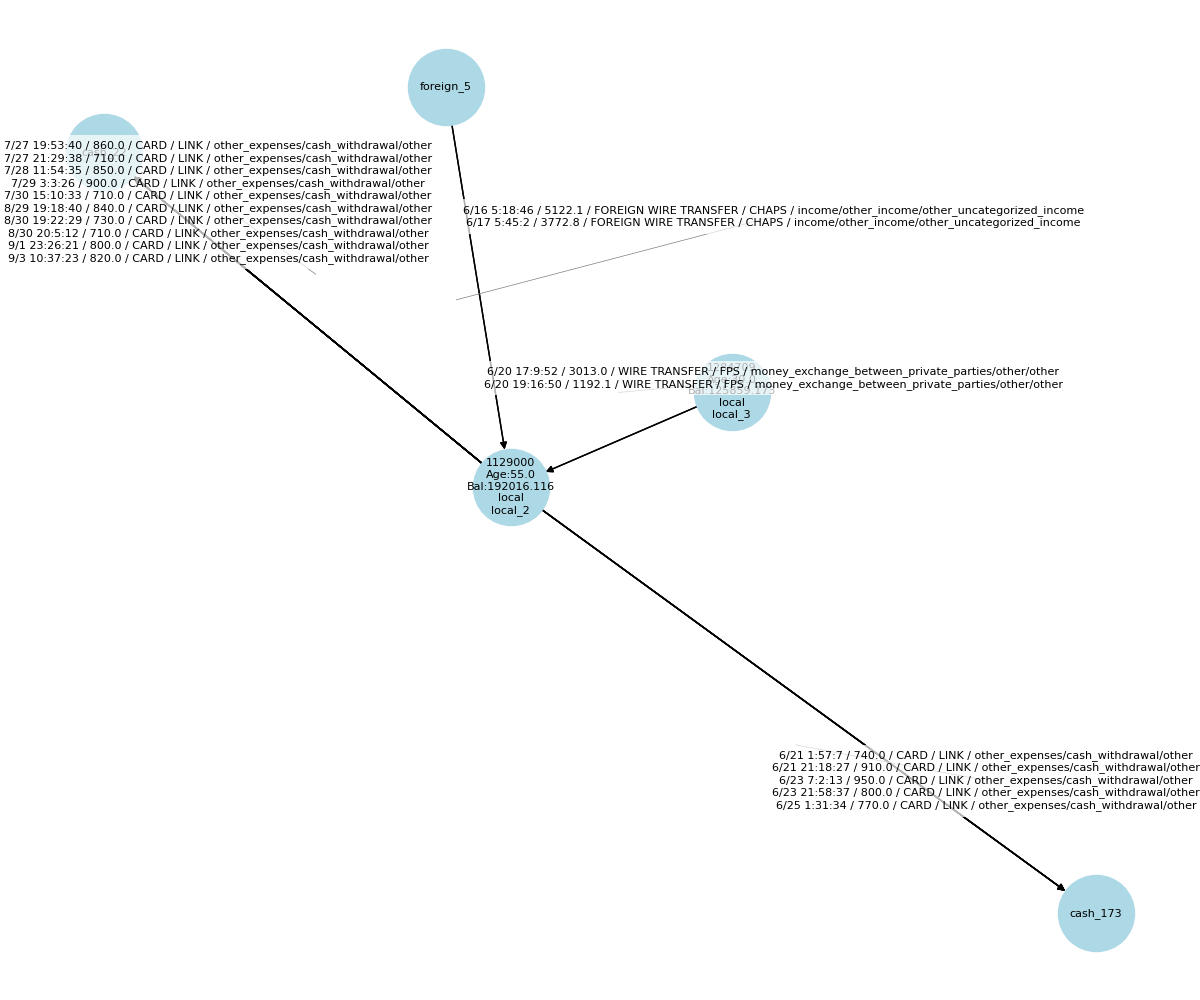 foreign_5
7/27 19:53:40 / 860.0 / CARD / LINK / other_expenses/cash_withdrawal/other
7/27 21:29:38 / 710.0 / CARD / LINK / other_expenses/cash_withdrawal/other
7/28 11:54:35 / 850.0 / CARD / LINK / other_expenses/cash_withdrawal/other
7/29 3:3:26 / 900.0 / CARD / LINK / other_expenses/cash_withdrawal/other
7/30 15:10:33 / 710.0 / CARD / LINK / other_expenses/cash_withdrawal/other
8/29 19:18:40 / 840.0 / CARD / LINK / other_expenses/cash_withdrawal/other
8/30 19:22:29 / 730.0 / CARD / LINK / other_expenses/cash_withdrawal/other
8/30 20:5:12 / 710.0 / CARD / LINK / other_expenses/cash_withdrawal/other
9/1 23:26:21 / 800.0 / CARD / LINK / other_expenses/cash_withdrawal/other
9/3 10:37:23 / 820.0 / CARD / LINK / other_expenses/cash_withdrawal/other
6/16 5:18:46 / 5122.1 / FOREIGN WIRE TRANSFER / CHAPS / income/other_income/other_uncategorized_income
6/17 5:45:2 / 3772.8 / FOREIGN WIRE TRANSFER / CHAPS / income/other_income/other_uncategorized_income
6/20 17:9:52 / 3013.0 / WIRE TRANSFER / FPS / money_exchange_between_private_parties/other/other
6/20 19:16:50 / 1192.1 / WIRE TRANSFER / FPS / money_exchange_between_private_parties/other/other
local
local_3
1129000
Age:55.0
Bal:192016.116
local
local_2
6/21 1:57:7 / 740.0 / CARD / LINK / other_expenses/cash_withdrawal/other
6/21 21:18:27 / 910.0 / CARD / LINK / other_expenses/cash_withdrawal/other
6/23 7:2:13 / 950.0 / CARD / LINK / other_expenses/cash_withdrawal/other
6/23 21:58:37 / 800.0 / CARD / LINK / other_expenses/cash_withdrawal/other
6/25 1:31:34 / 770.0 / CARD / LINK / other_expenses/cash_withdrawal/other
cash_173